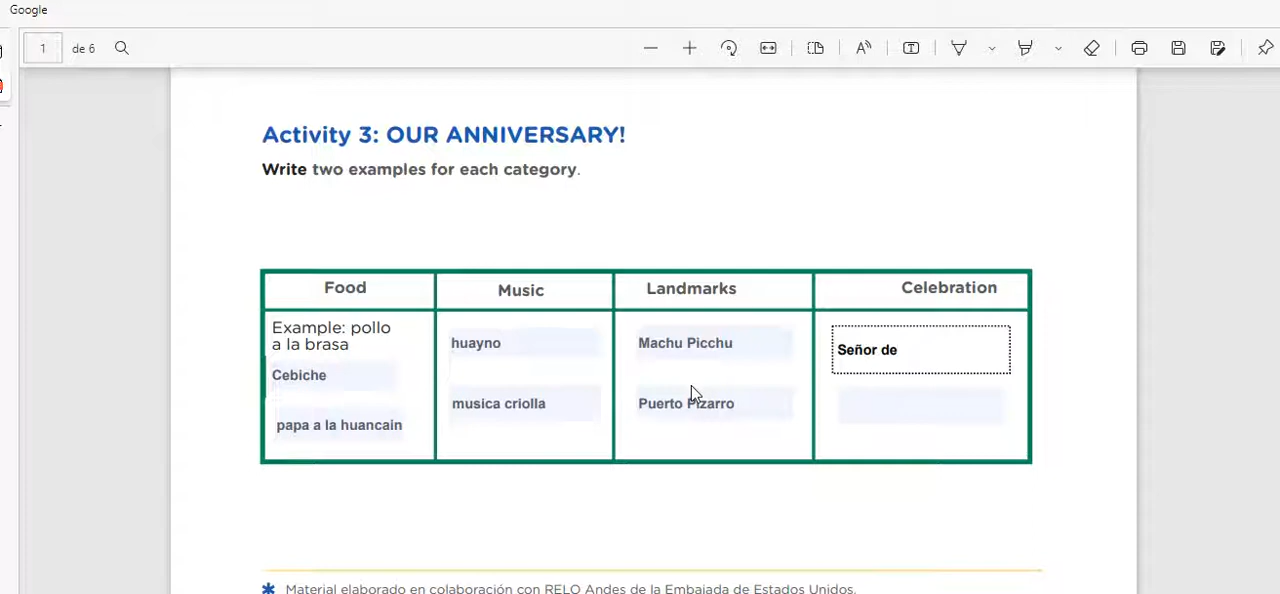 Google
1 de 6
Activity 3: OUR ANNIVERSARY!
Write two examples for each category.
Food Music Landmarks Celebration
Example: pollo
a la brasa
Cebiche
papa a la huancain
huayno
musica criolla
Machu Picchu
Puerto Pizarro
Señor de
Material elaborado en colaboración con RELO Andes de la Embajada de Estados Unidos.